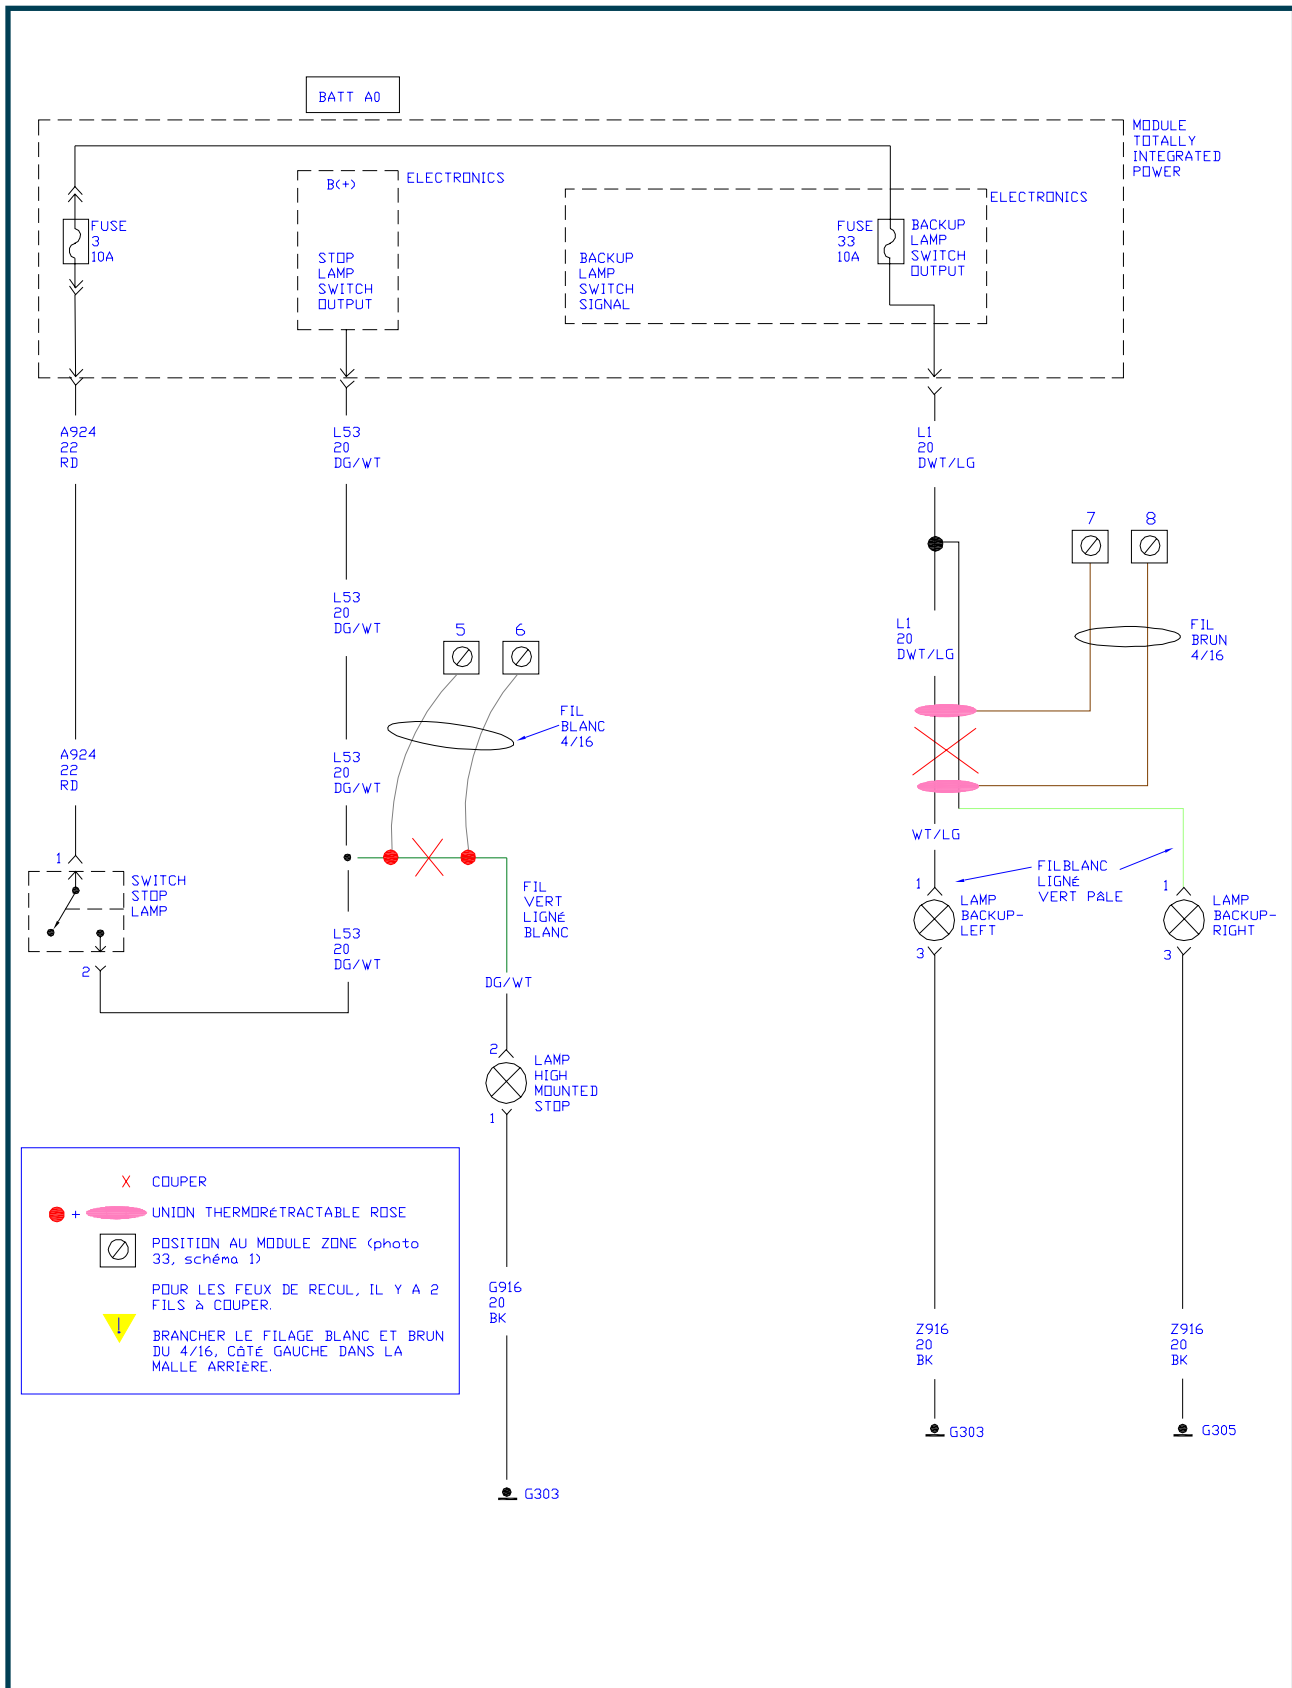 BATT A0
MODULE
TOTALLY
INTEGRATED
POWER
B(+)
ELECTRONICS
ELECTRONICS
FUSE
3
10A
STOP
LAMP
SWITCH
OUTPUT
BACKUP
LAMP
SWITCH
SIGNAL
FUSE
33
10A
BACKUP
LAMP
SWITCH
OUTPUT
A924
22
RD
L53
20
DG/WT
L1
20
DWT/LG
7
8
L53
20
DG/WT
5
6
L1
20
DWT/LG
FIL
BRUN
4/16
FIL
BLANC
4/16
A924
22
RD
L53
20
DG/WT
WT/LG
1
SWITCH
STOP
LAMP
2
FIL
VERT
LIGNÉ
BLANC
L53
20
DG/WT
DG/WT
FILBLANC
LIGNÉ
VERT PÂLE
1
LAMP
BACKUP-
LEFT
3
1
LAMP
BACKUP-
RIGHT
3
2
LAMP
HIGH
MOUNTED
STOP
1
X COUPER
+ UNION THERMORÉTRACTABLE ROSE
POSITION AU MODULE ZONE (photo
33, schéma 1)
POUR LES FEUX DE RECUL, IL Y A 2
FILS À COUPER.
!
BRANCHER LE FILAGE BLANC ET BRUN
DU 4/16, CÔTÉ GAUCHE DANS LA
MALLE ARRIÈRE.
G916
20
BK
Z916
20
BK
Z916
20
BK
G303
G305
G303